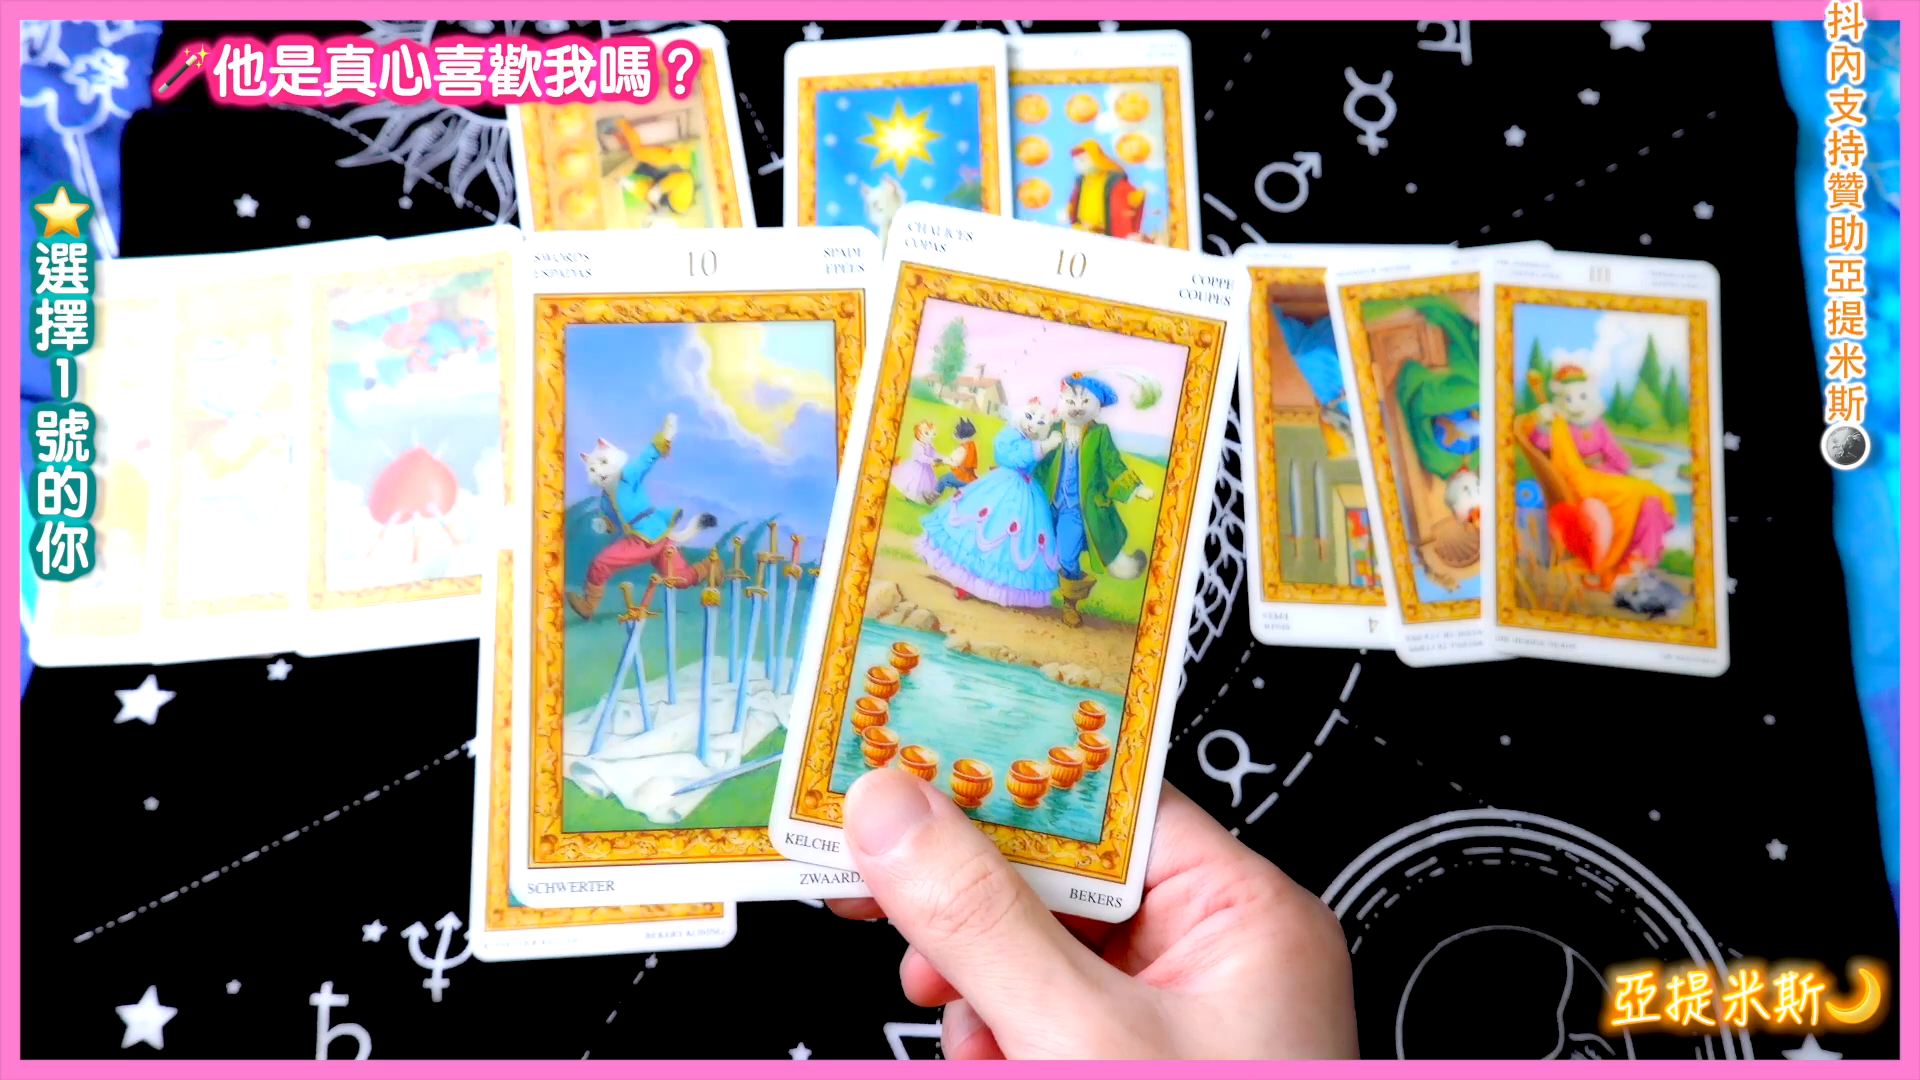 他是真心喜歡我嗎？
選擇1號的你
抖內支持贊助亞提米斯
SWORDS
ESPADAS
10
SPADE
EPEES
CHALICES
COPAS
10
COPPE
COUPES
SCHWERTER
KELCHE
BEKERS
亞提米斯